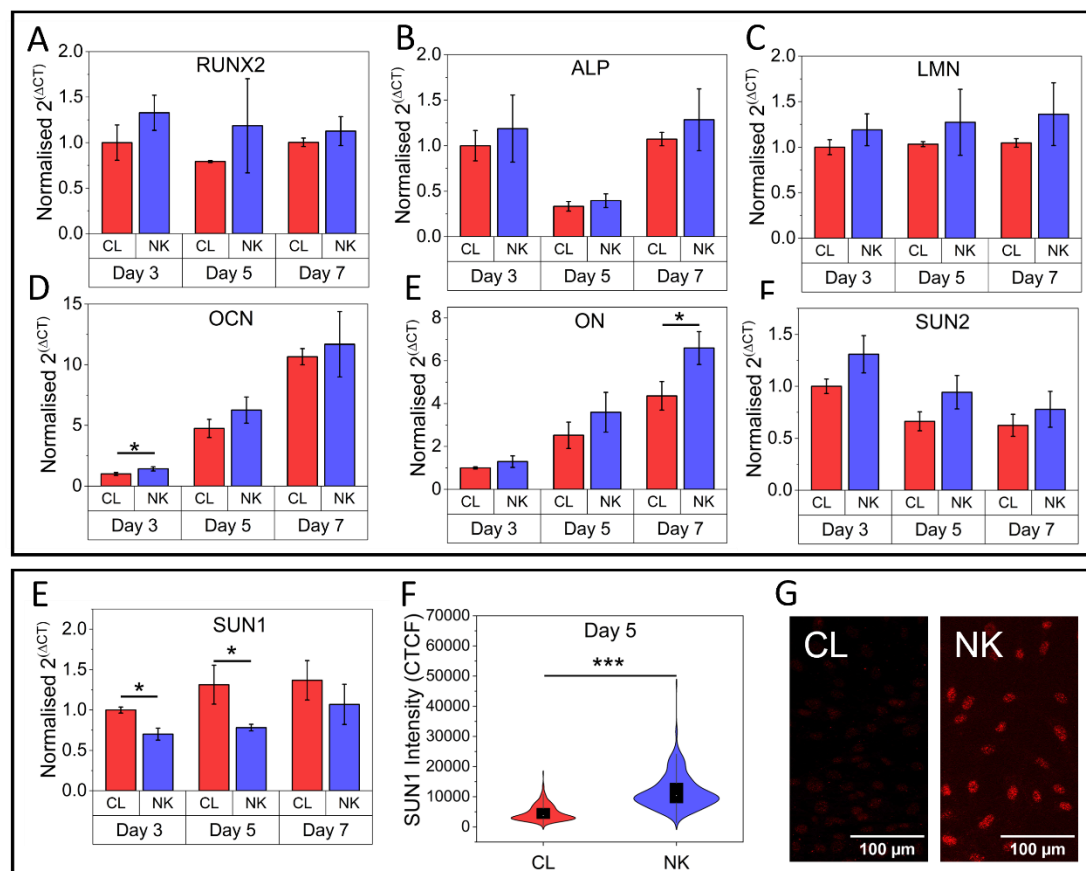 A
RUNX2
Normalised 2^(ΔCT)
2.0
1.5
1.0
0.5
0.0
CL NK CL NK CL NK
Day 3 Day 5 Day 7
B
ALP
Normalised 2^(ΔCT)
2.0
1.5
1.0
0.5
0.0
CL NK CL NK CL NK
Day 3 Day 5 Day 7
C
LMN
Normalised 2^(ΔCT)
2.0
1.5
1.0
0.5
0.0
CL NK CL NK CL NK
Day 3 Day 5 Day 7
D
OCN
Normalised 2^(ΔCT)
15
10
5
0
*
CL NK CL NK CL NK
Day 3 Day 5 Day 7
E
ON
Normalised 2^(ΔCT)
8
6
4
2
0
*
CL NK CL NK CL NK
Day 3 Day 5 Day 7
F
SUN2
Normalised 2^(ΔCT)
1.5
1.0
0.5
0.0
CL NK CL NK CL NK
Day 3 Day 5 Day 7
E
SUN1
Normalised 2^(ΔCT)
2.0
1.5
1.0
0.5
0.0
* *
CL NK CL NK CL NK
Day 3 Day 5 Day 7
F
Day 5
SUN1 Intensity (CTCF)
70000
60000
50000
40000
30000
20000
10000
0
***
CL NK
G
CL NK
100 µm 100 µm